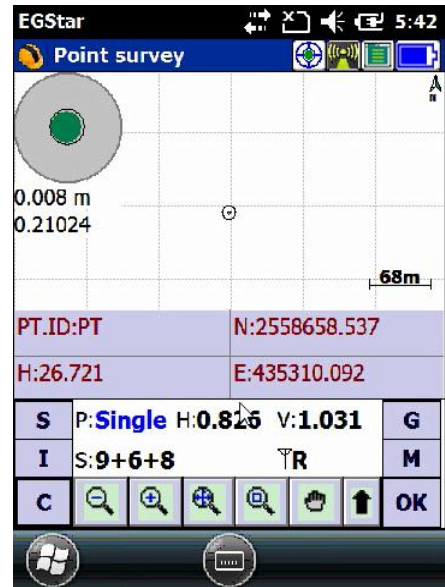 EGStar 5:42
Point survey
N
0.008 m
0.21024
68m
PT.ID:PT N:2558658.537
H:26.721 E:435310.092
S P:Single H:0.826 V:1.031 G
I S:9+6+8 R M
C OK